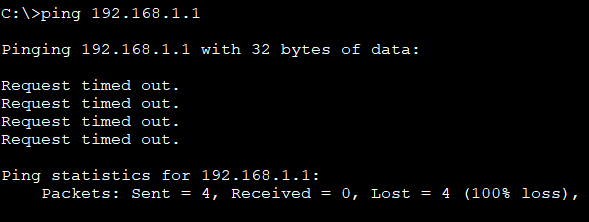 C:\>ping 192.168.1.1
Pinging 192.168.1.1 with 32 bytes of data:
Request timed out.
Request timed out.
Request timed out.
Request timed out.
Ping statistics for 192.168.1.1:
Packets: Sent = 4, Received = 0, Lost = 4 (100% loss),